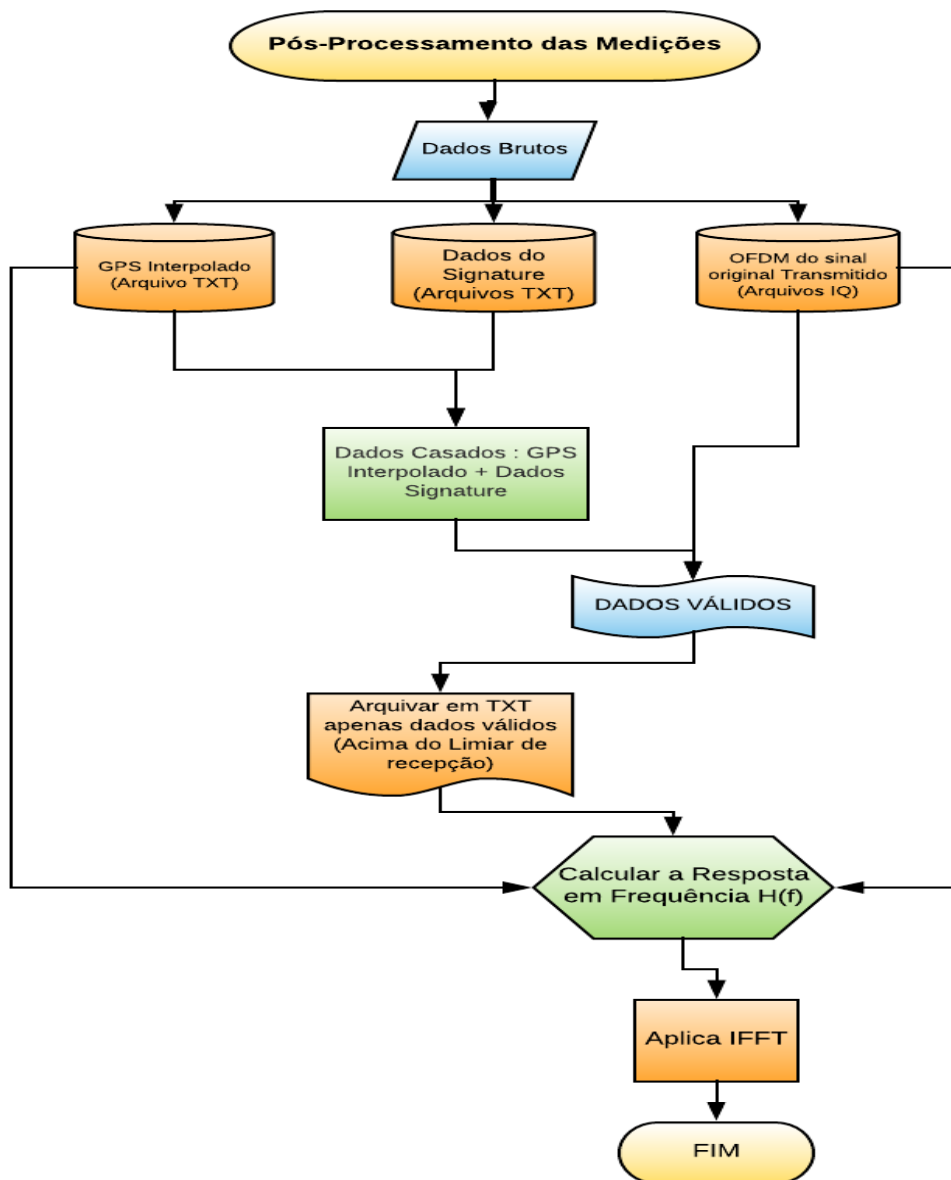 Pós-Processamento das Medições
Dados Brutos
GPS Interpolado
(Arquivo TXT)
Dados do
Signature
(Arquivos TXT)
OFDM do sinal
original Transmitido
(Arquivos IQ)
Dados Casados : GPS
Interpolado + Dados
Signature
DADOS VÁLIDOS
Arquivar em TXT
apenas dados válidos
(Acima do Limiar de
recepção)
Calcular a Resposta
em Frequência H(f)
Aplica IFFT
FIM